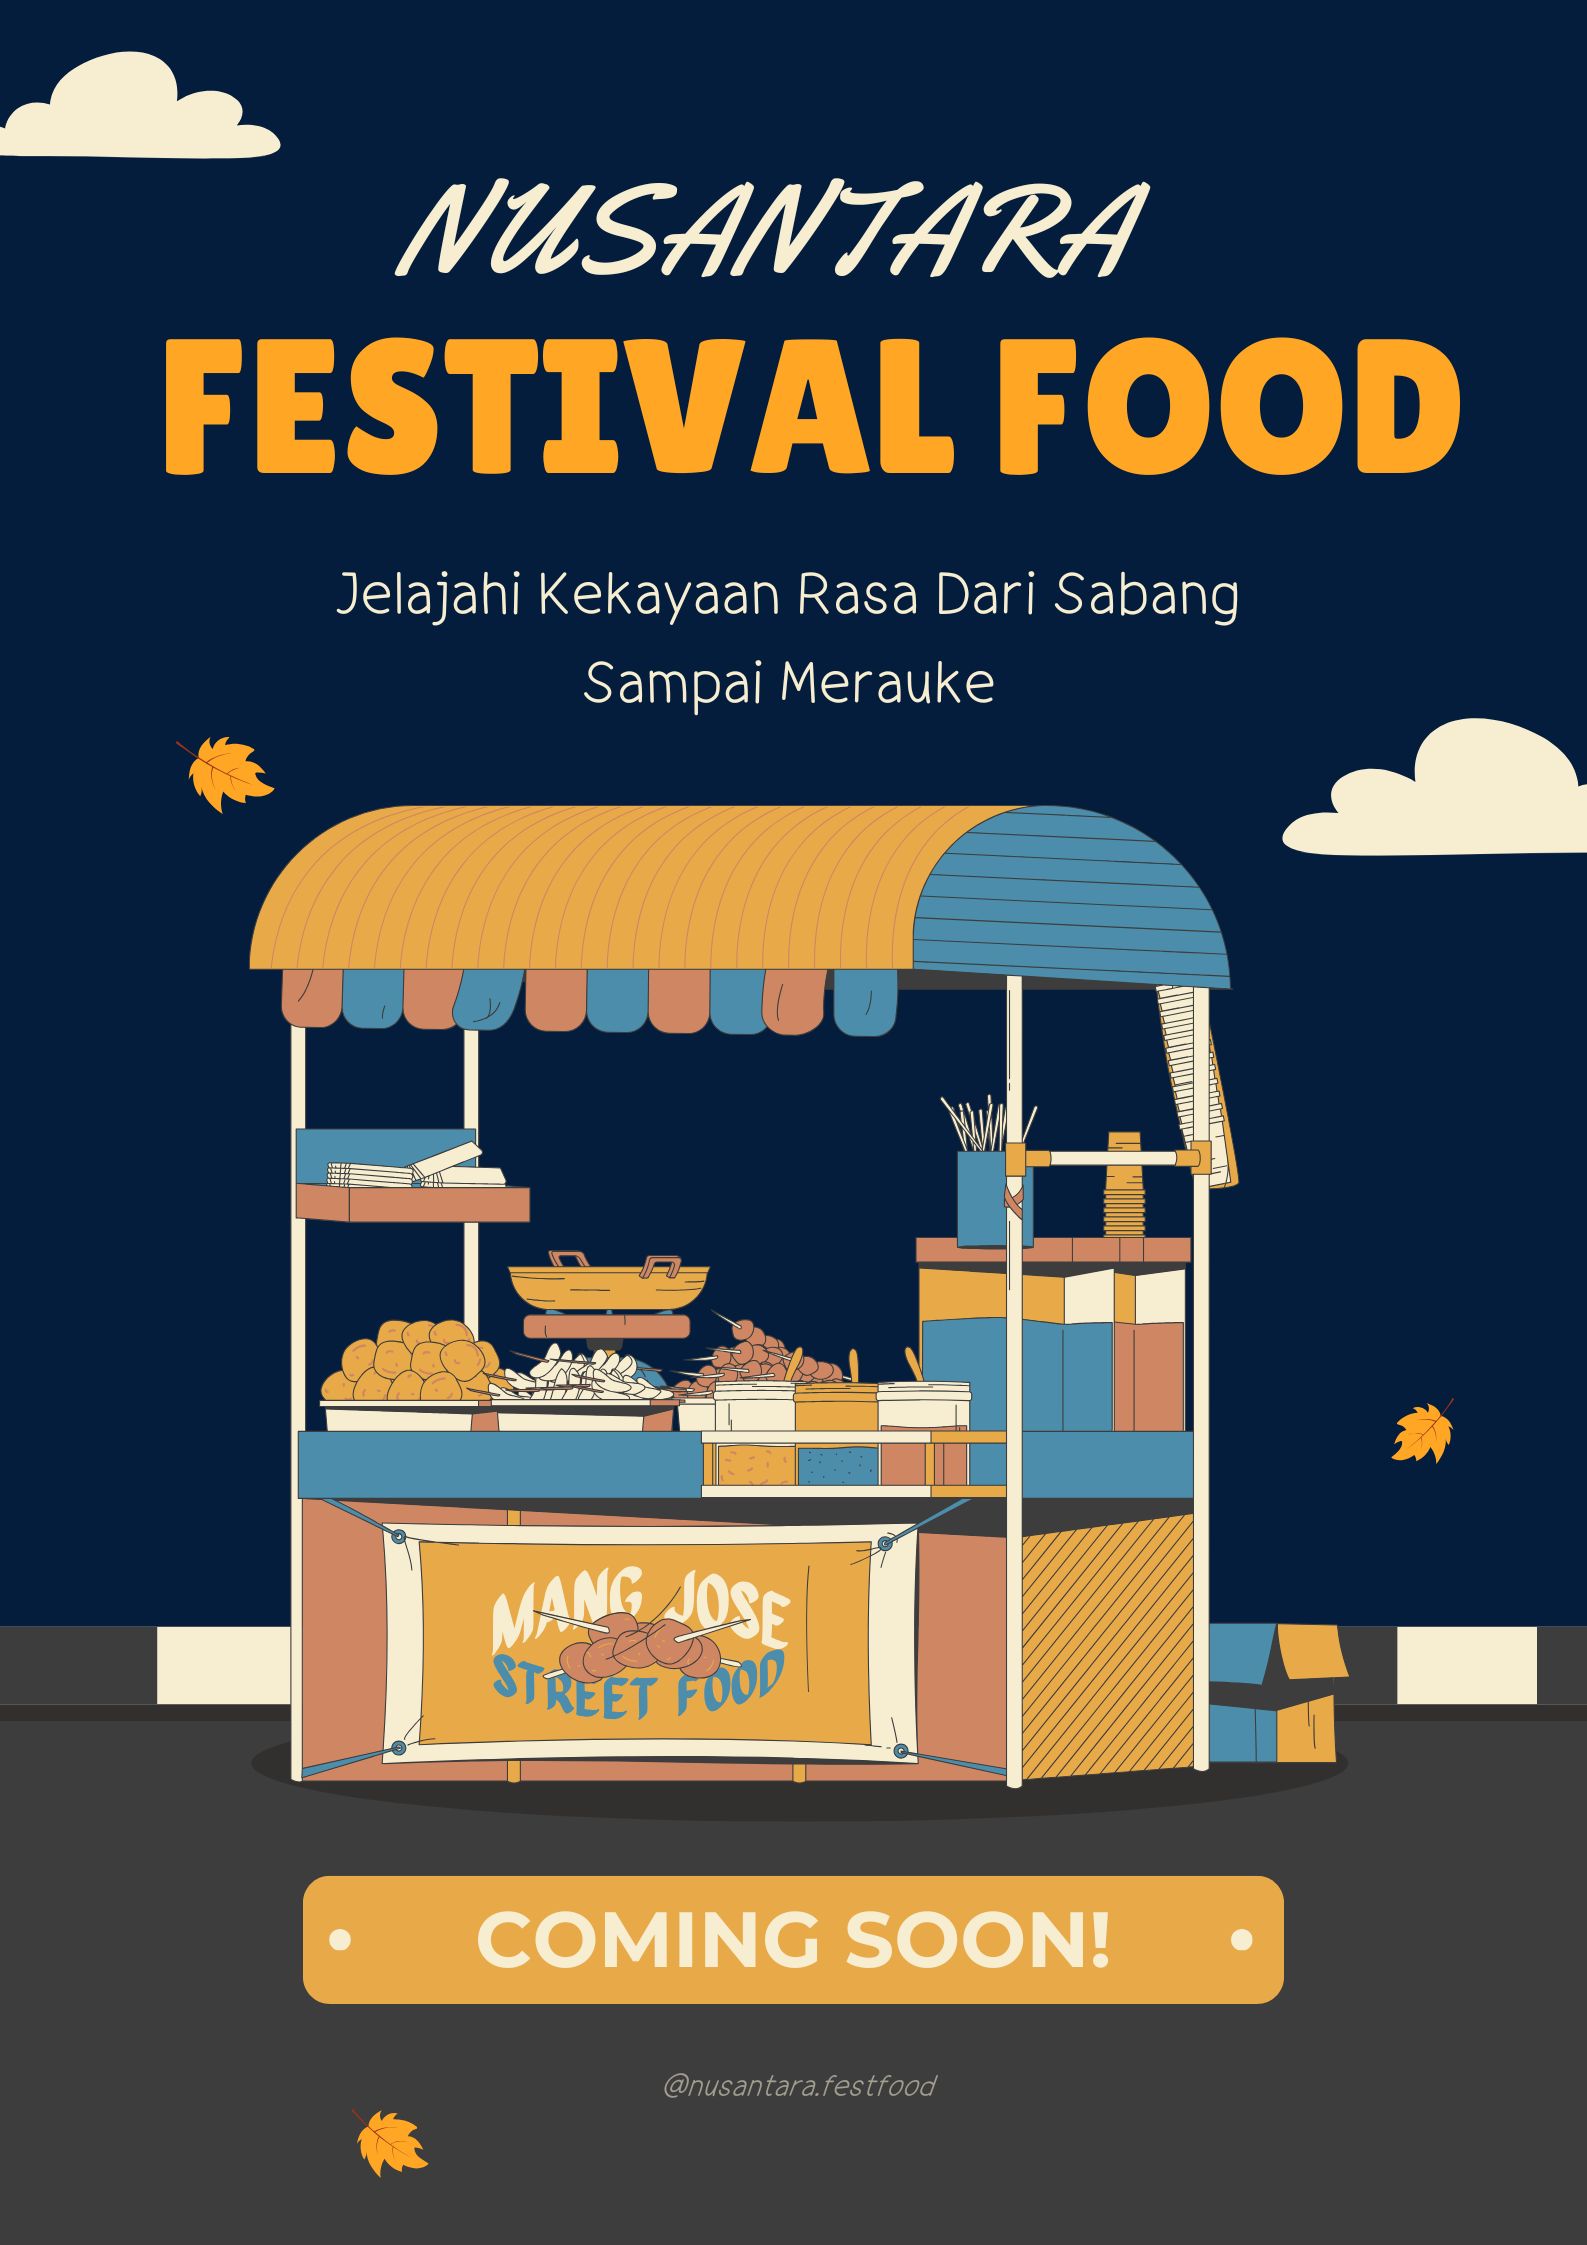 NUSANTARA
FESTIVAL FOOD
Jelajahi Kekayaan Rasa Dari Sabang
Sampai Merauke
MANG JOSE
STREET FOOD
COMING SOON!
@nusantara.festfood